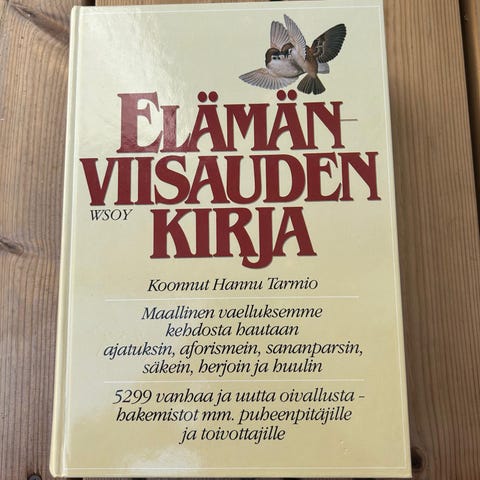 ELÄMÄN-
VIISAUDEN
WSOY
KIRJA
Koonnut Hannu Tarmio
Maallinen vaelluksemme
kehdosta hautaan
ajatuksin, aforismein, sananparsin,
säkein, herjoin ja huulin
5299 vanhaa ja uutta oivallusta -
hakemistot mm. puheenpitäjille
ja toivottajille